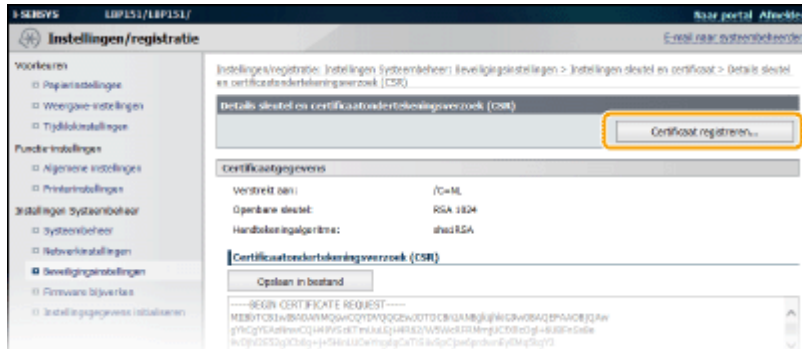 i-SENSYS LBP151/LBP151/ Naar portal Afmelde
Instellingen/registratie E-mail naar systeembeheerder
Voorkeuren
Papierinstellingen
Weergave-instellingen
Tijdklokinstellingen
Functie-instellingen
Algemene instellingen
Printerinstellingen
Instellingen Systeembeheer
Systeembeheer
Netwerkinstellingen
Beveiligingsinstellingen
Firmware bijwerken
Instellingsgegevens initialiseren
Instellingen/registratie: Instellingen Systeembeheer: Beveiligingsinstellingen > Instellingen sleutel en certificaat > Details sleutel
en certificaatondertekeningsverzoek (CSR)
Details sleutel en certificaatondertekeningsverzoek (CSR)
Certificaat registreren...
Certificaatgegevens
Verstrekt aan: /C=NL
Openbare sleutel: RSA 1024
Handtekeningalgoritme: sha1RSA
Certificaatondertekeningsverzoek (CSR)
Opslaan in bestand
-----BEGIN CERTIFICATE REQUEST-----